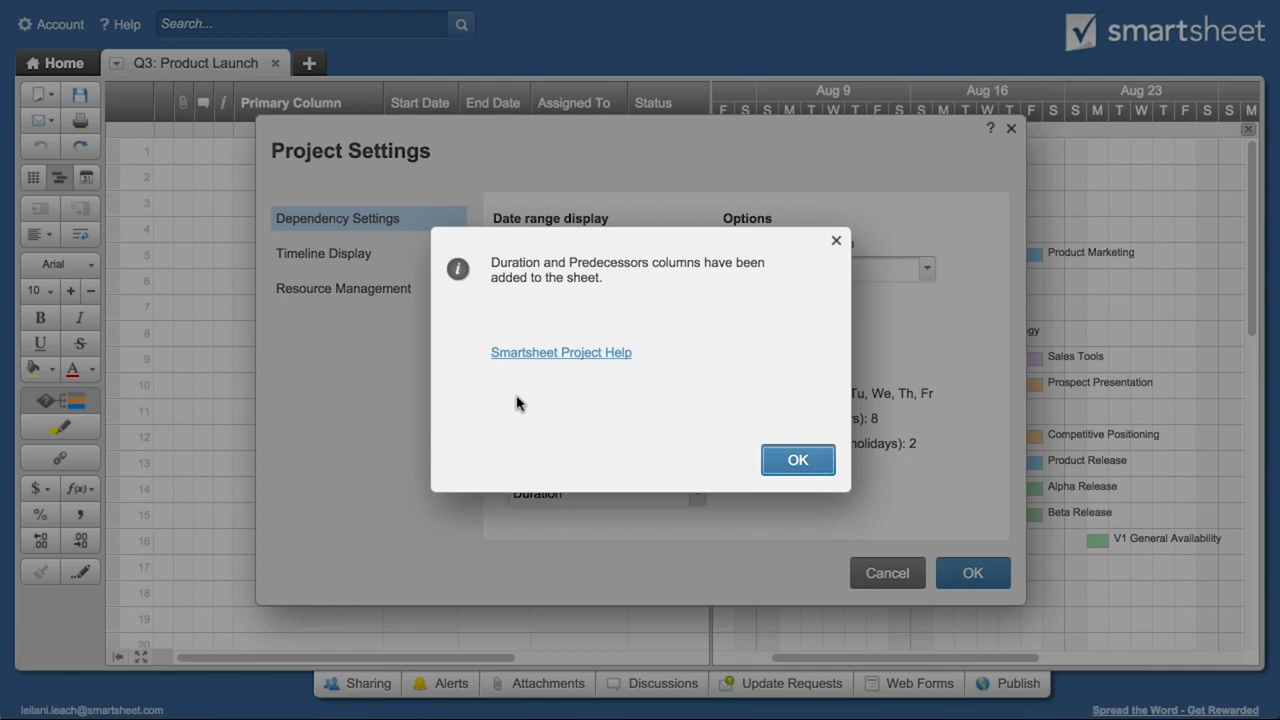 Account ? Help Search...
smartsheet
Home Q3: Product Launch
Primary Column Start Date End Date Assigned To Status
Aug 9 Aug 16 Aug 23
F S S M T W T F S S M T W T F S S M T W T F S S M
Project Settings
?
Dependency Settings
Timeline Display
Resource Management
Date range display Options
Duration and Predecessors columns have been
added to the sheet.
Smartsheet Project Help
OK
Tu, We, Th, Fr
s): 8
holidays): 2
Duration
Cancel OK
Arial
10
B I
U S
A
$ f(x)
% ,
.00 .00
1
2
3
4
5
6
7
8
9
10
11
12
13
14
15
16
17
18
19
20
Product Marketing
gy
Sales Tools
Prospect Presentation
Competitive Positioning
Product Release
Alpha Release
Beta Release
V1 General Availability
Sharing Alerts Attachments Discussions Update Requests Web Forms Publish
leilani.leach@smartsheet.com Spread the Word - Get Rewarded